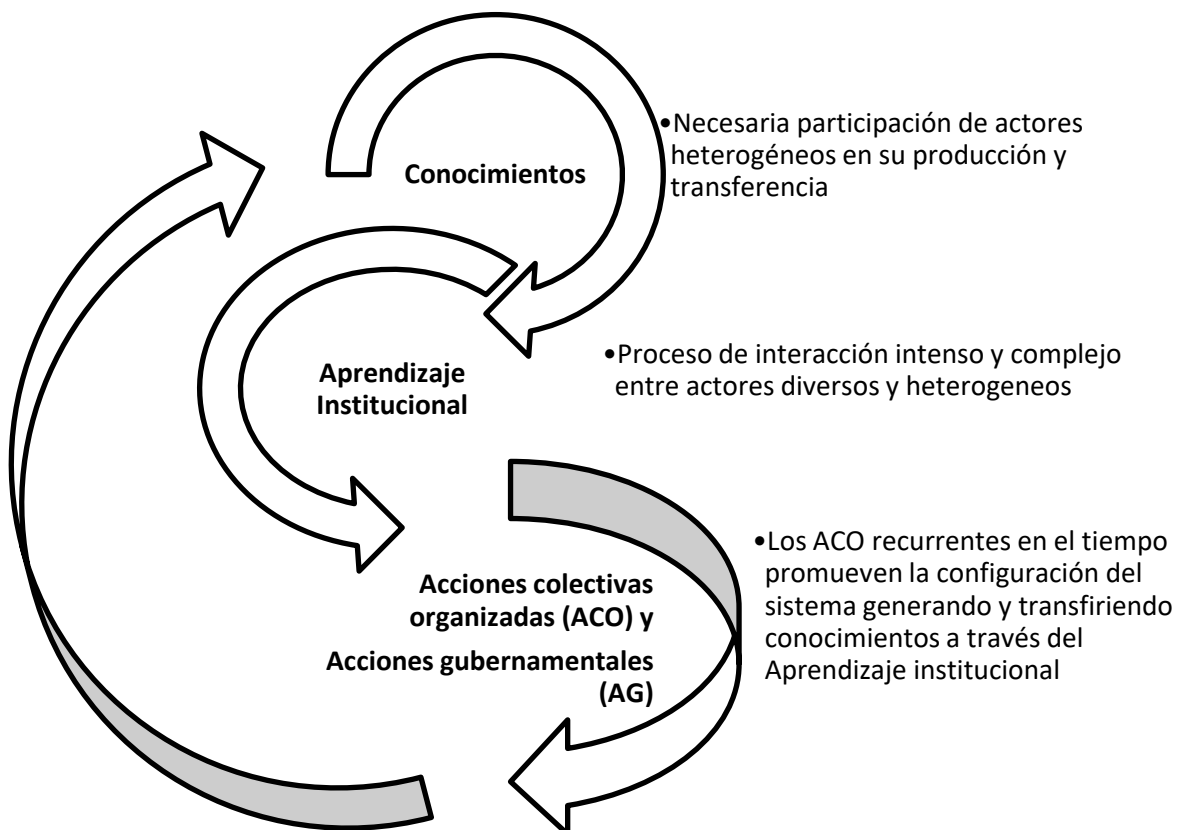 Conocimientos
•Necesaria participación de actores
heterogéneos en su producción y
transferencia
Aprendizaje
Institucional
•Proceso de interacción intenso y complejo
entre actores diversos y heterogeneos
Acciones colectivas
organizadas (ACO) y
Acciones gubernamentales
(AG)
•Los ACO recurrentes en el tiempo
promueven la configuración del
sistema generando y transfiriendo
conocimientos a través del
Aprendizaje institucional